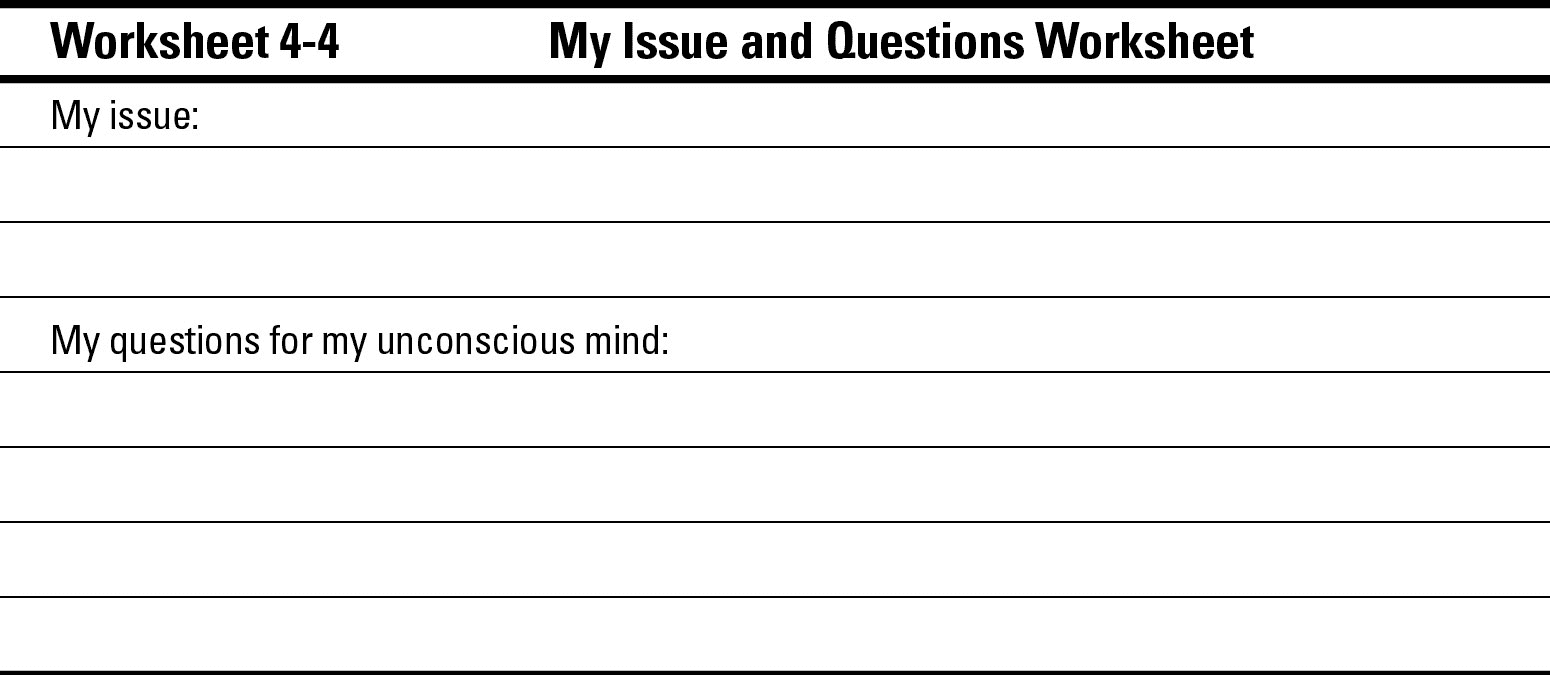 Worksheet 4-4 My Issue and Questions Worksheet
My issue:
My questions for my unconscious mind: